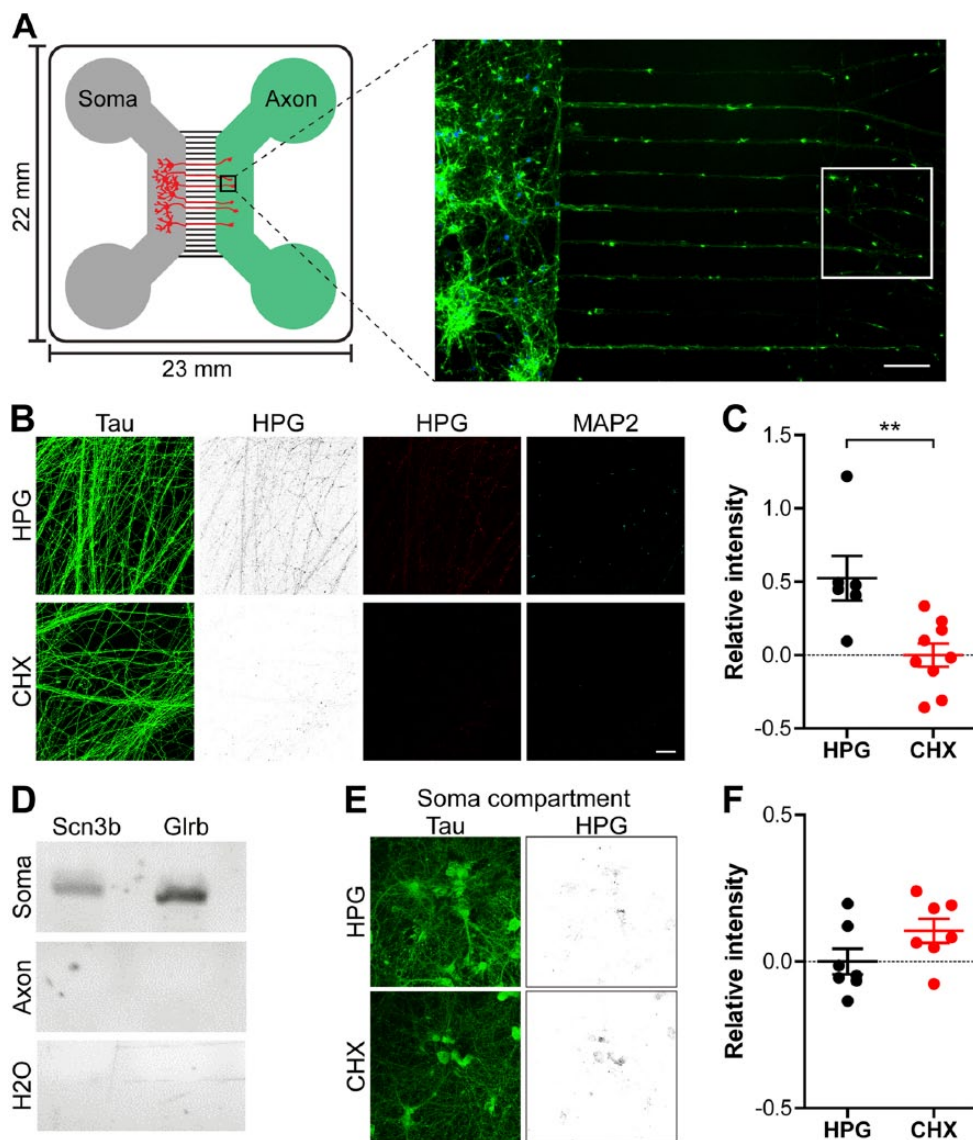 A
Soma
Axon
22 mm
23 mm
B
Tau
HPG
HPG
MAP2
HPG
CHX
C
**
Relative intensity
1.5
1.0
0.5
0.0
-0.5
HPG
CHX
D
Scn3b
Glrb
Soma
Axon
H2O
E
Soma compartment
Tau
HPG
HPG
CHX
F
Relative intensity
0.5
0.0
-0.5
HPG
CHX